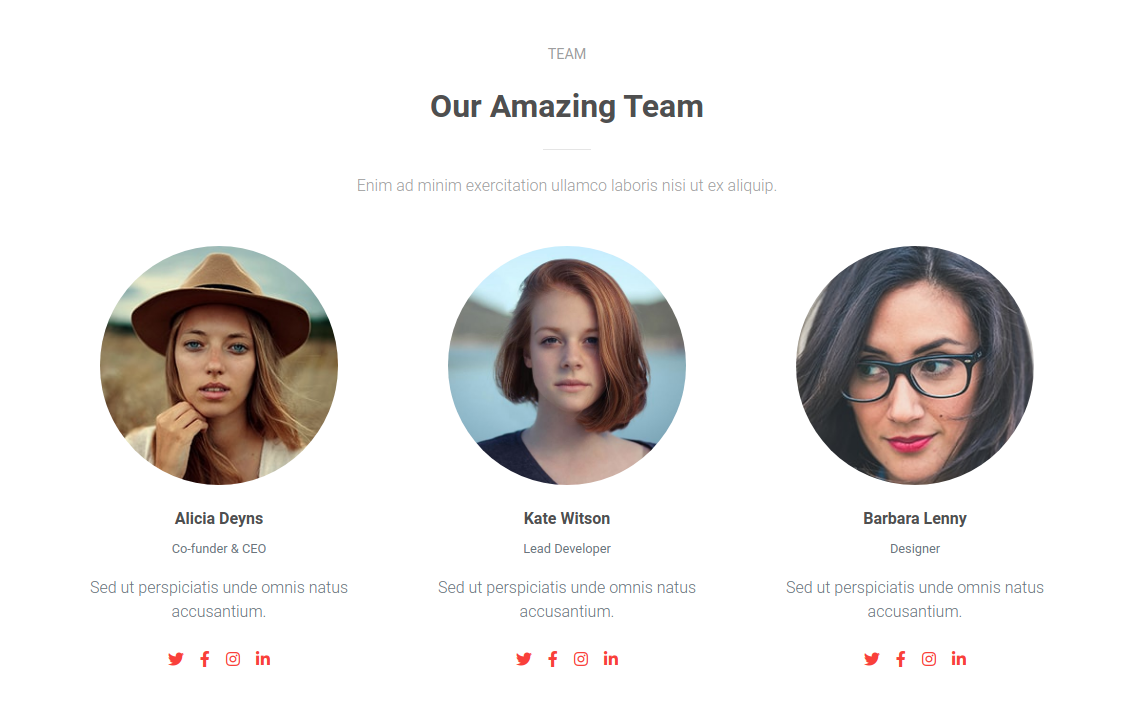 TEAM
Our Amazing Team
Enim ad minim exercitation ullamco laboris nisi ut ex aliquip.
Alicia Deyns
Co-founder & CEO
Sed ut perspiciatis unde omnis natus
accusantium.
Kate Witson
Lead Developer
Sed ut perspiciatis unde omnis natus
accusantium.
Barbara Lenny
Designer
Sed ut perspiciatis unde omnis natus
accusantium.